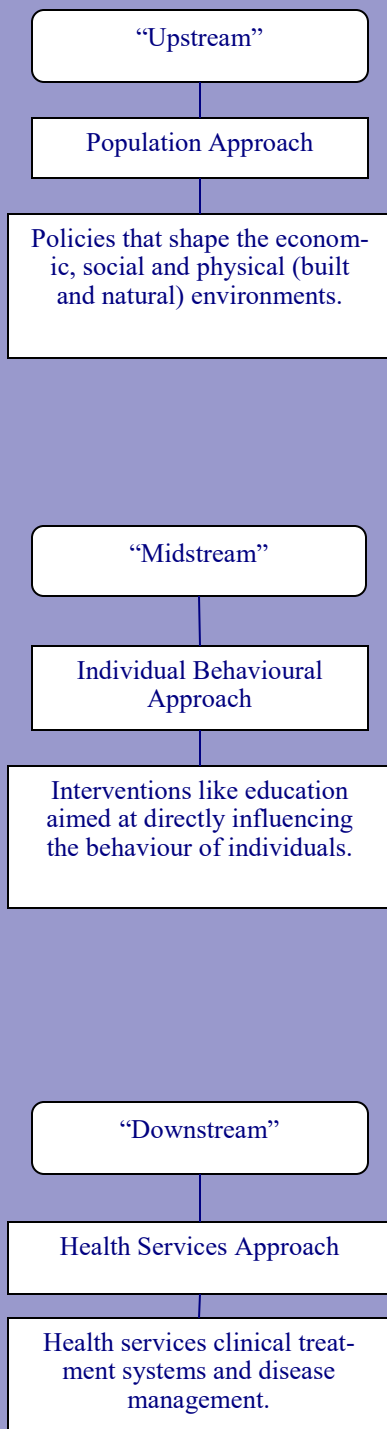 “Upstream”
Population Approach
Policies that shape the econom-
ic, social and physical (built
and natural) environments.
“Midstream”
Individual Behavioural
Approach
Interventions like education
aimed at directly influencing
the behaviour of individuals.
“Downstream”
Health Services Approach
Health services clinical treat-
ment systems and disease
management.